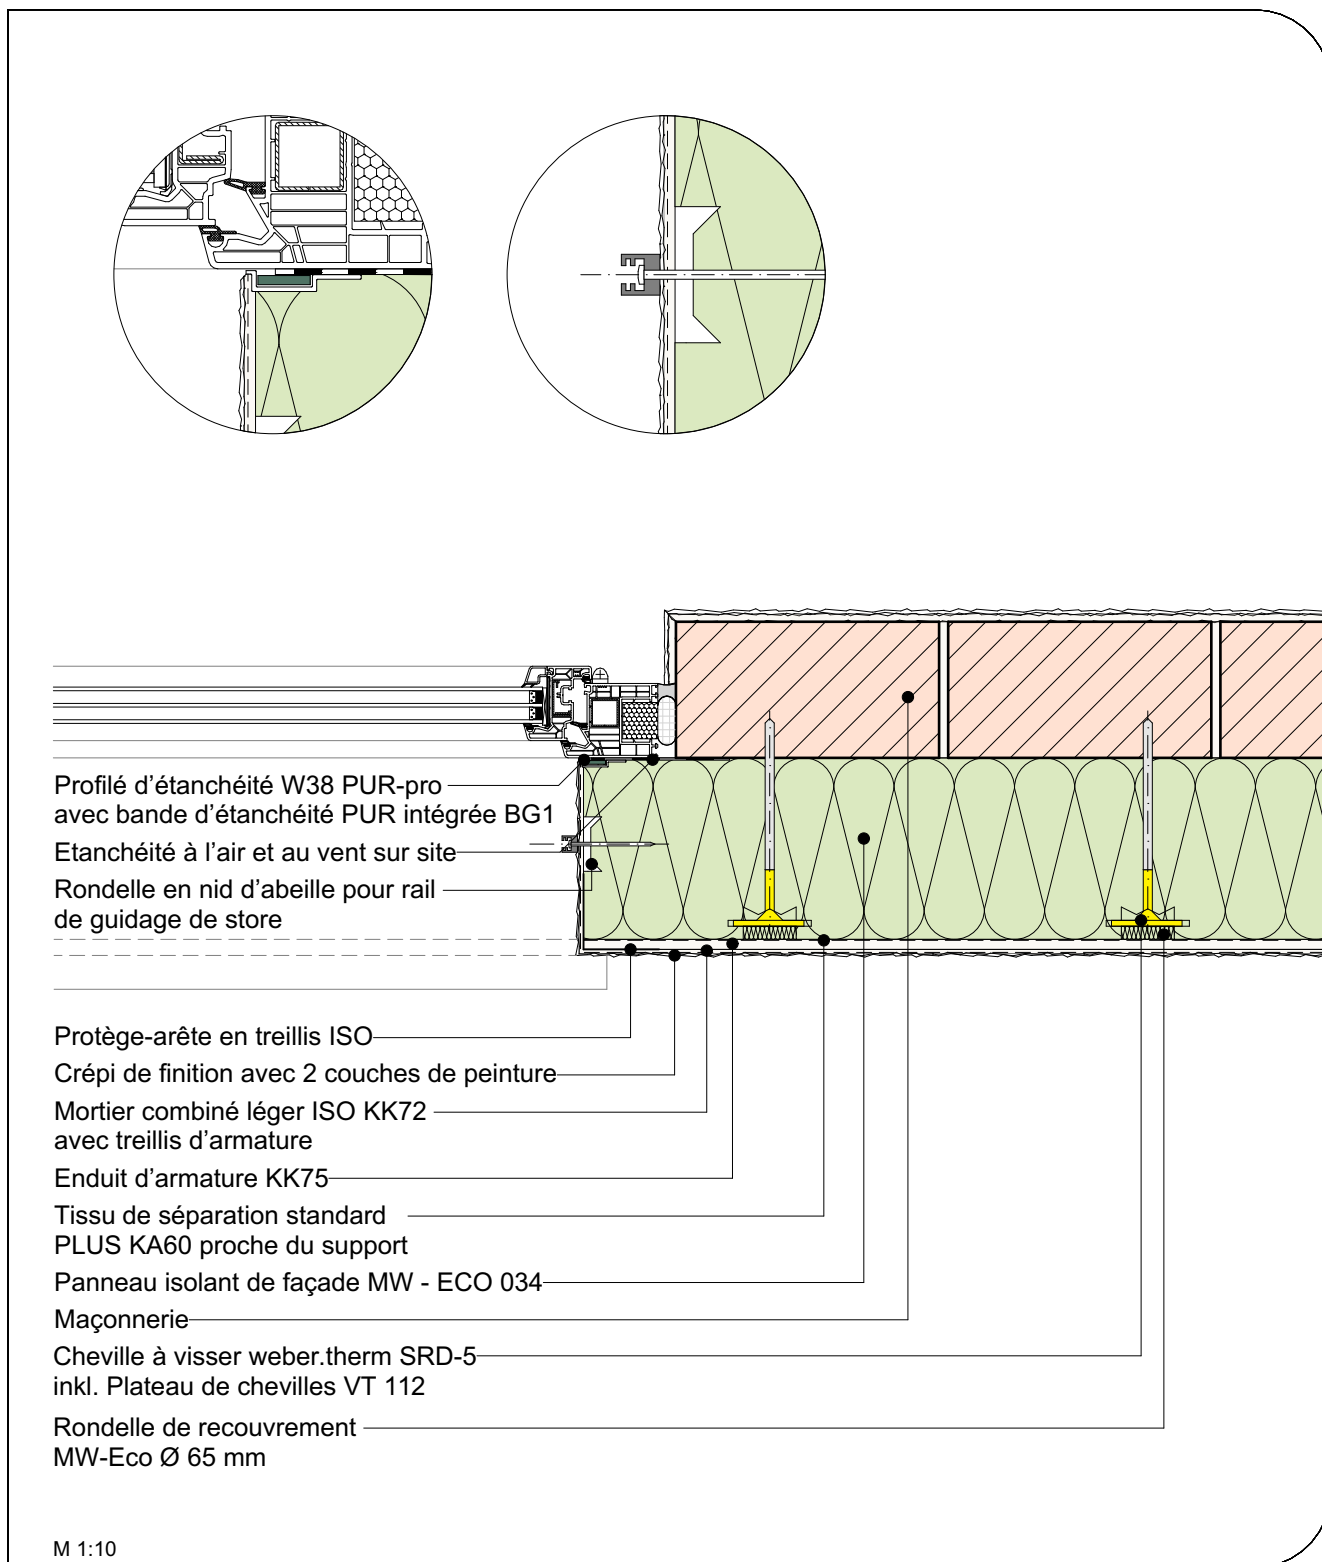 Profilé d’étanchéité W38 PUR-pro
avec bande d’étanchéité PUR intégrée BG1
Etanchéité à l’air et au vent sur site
Rondelle en nid d’abeille pour rail
de guidage de store
Protège-arête en treillis ISO
Crépi de finition avec 2 couches de peinture
Mortier combiné léger ISO KK72
avec treillis d’armature
Enduit d’armature KK75
Tissu de séparation standard
PLUS KA60 proche du support
Panneau isolant de façade MW - ECO 034
Maçonnerie
Cheville à visser weber.therm SRD-5
inkl. Plateau de chevilles VT 112
Rondelle de recouvrement
MW-Eco Ø 65 mm
M 1:10